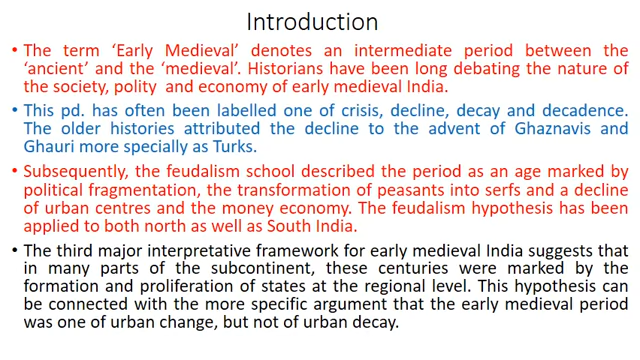 Introduction
• The term ‘Early Medieval’ denotes an intermediate period between the
‘ancient’ and the ‘medieval’. Historians have been long debating the nature of
the society, polity and economy of early medieval India.
• This pd. has often been labelled one of crisis, decline, decay and decadence.
The older histories attributed the decline to the advent of Ghaznavis and
Ghauri more specially as Turks.
• Subsequently, the feudalism school described the period as an age marked by
political fragmentation, the transformation of peasants into serfs and a decline
of urban centres and the money economy. The feudalism hypothesis has been
applied to both north as well as South India.
• The third major interpretative framework for early medieval India suggests that
in many parts of the subcontinent, these centuries were marked by the
formation and proliferation of states at the regional level. This hypothesis can
be connected with the more specific argument that the early medieval period
was one of urban change, but not of urban decay.